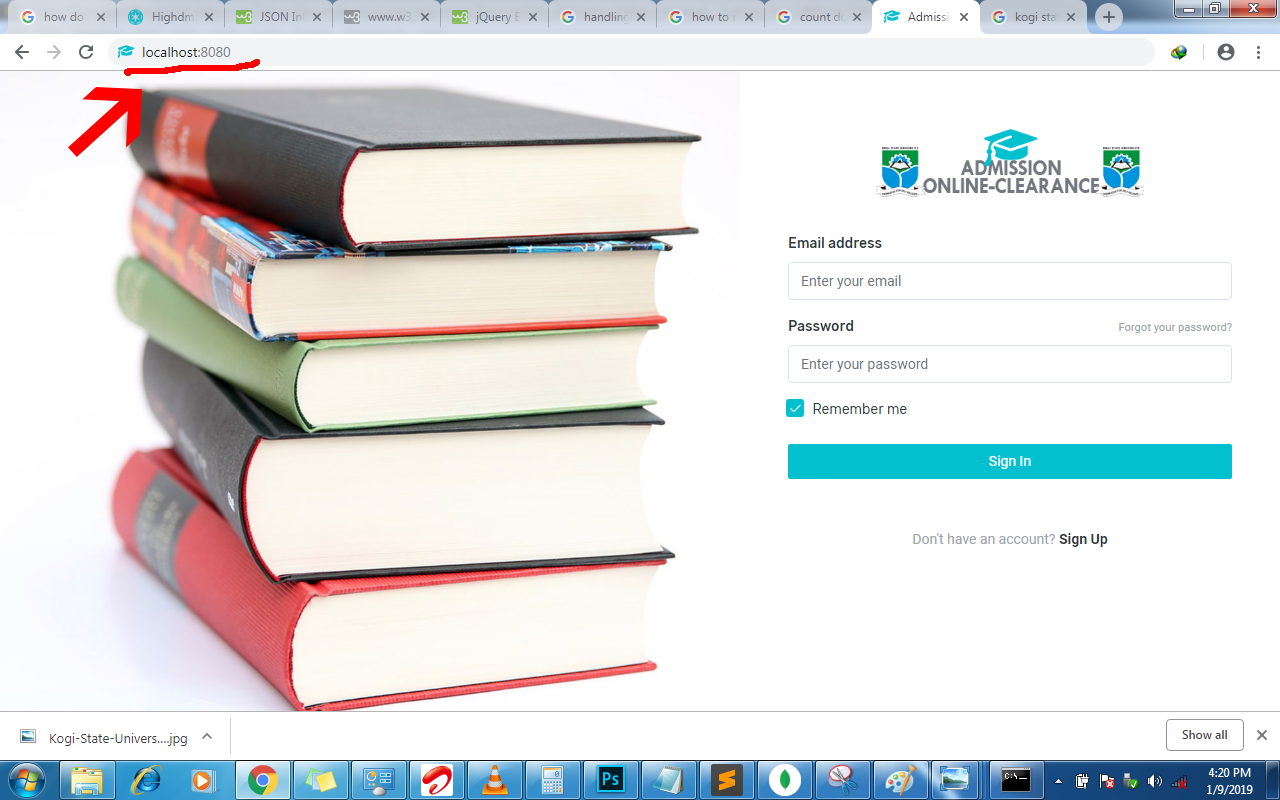 how do
Highdm
JSON In
www.w3
jQuery E
handling
how to
count d
Admissi
kogi sta
localhost:8080
ADMISSION
ONLINE-CLEARANCE
Email address
Enter your email
Password
Forgot your password?
Enter your password
Remember me
Sign In
Don't have an account? Sign Up
Kogi-State-Univers....jpg
Show all
Ps
C:\_
4:20 PM
1/9/2019